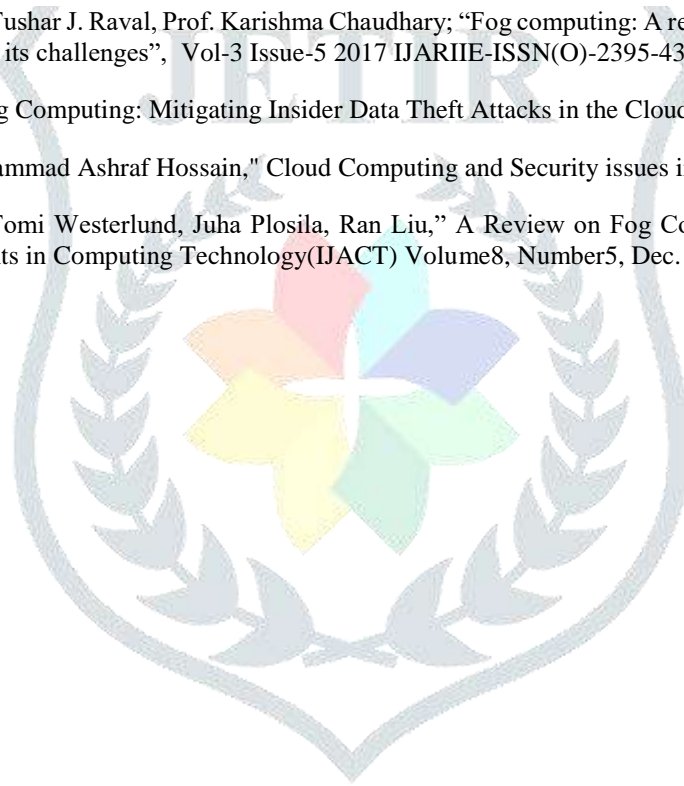 Tushar J. Raval, Prof. Karishma Chaudhary; “Fog computing: A re
its challenges”, Vol-3 Issue-5 2017 IJARIIE-ISSN(O)-2395-43
g Computing: Mitigating Insider Data Theft Attacks in the Cloud
ammad Ashraf Hossain," Cloud Computing and Security issues i
Tomi Westerlund, Juha Plosila, Ran Liu,” A Review on Fog Co
ts in Computing Technology(IJACT) Volume8, Number5, Dec.
JETIR